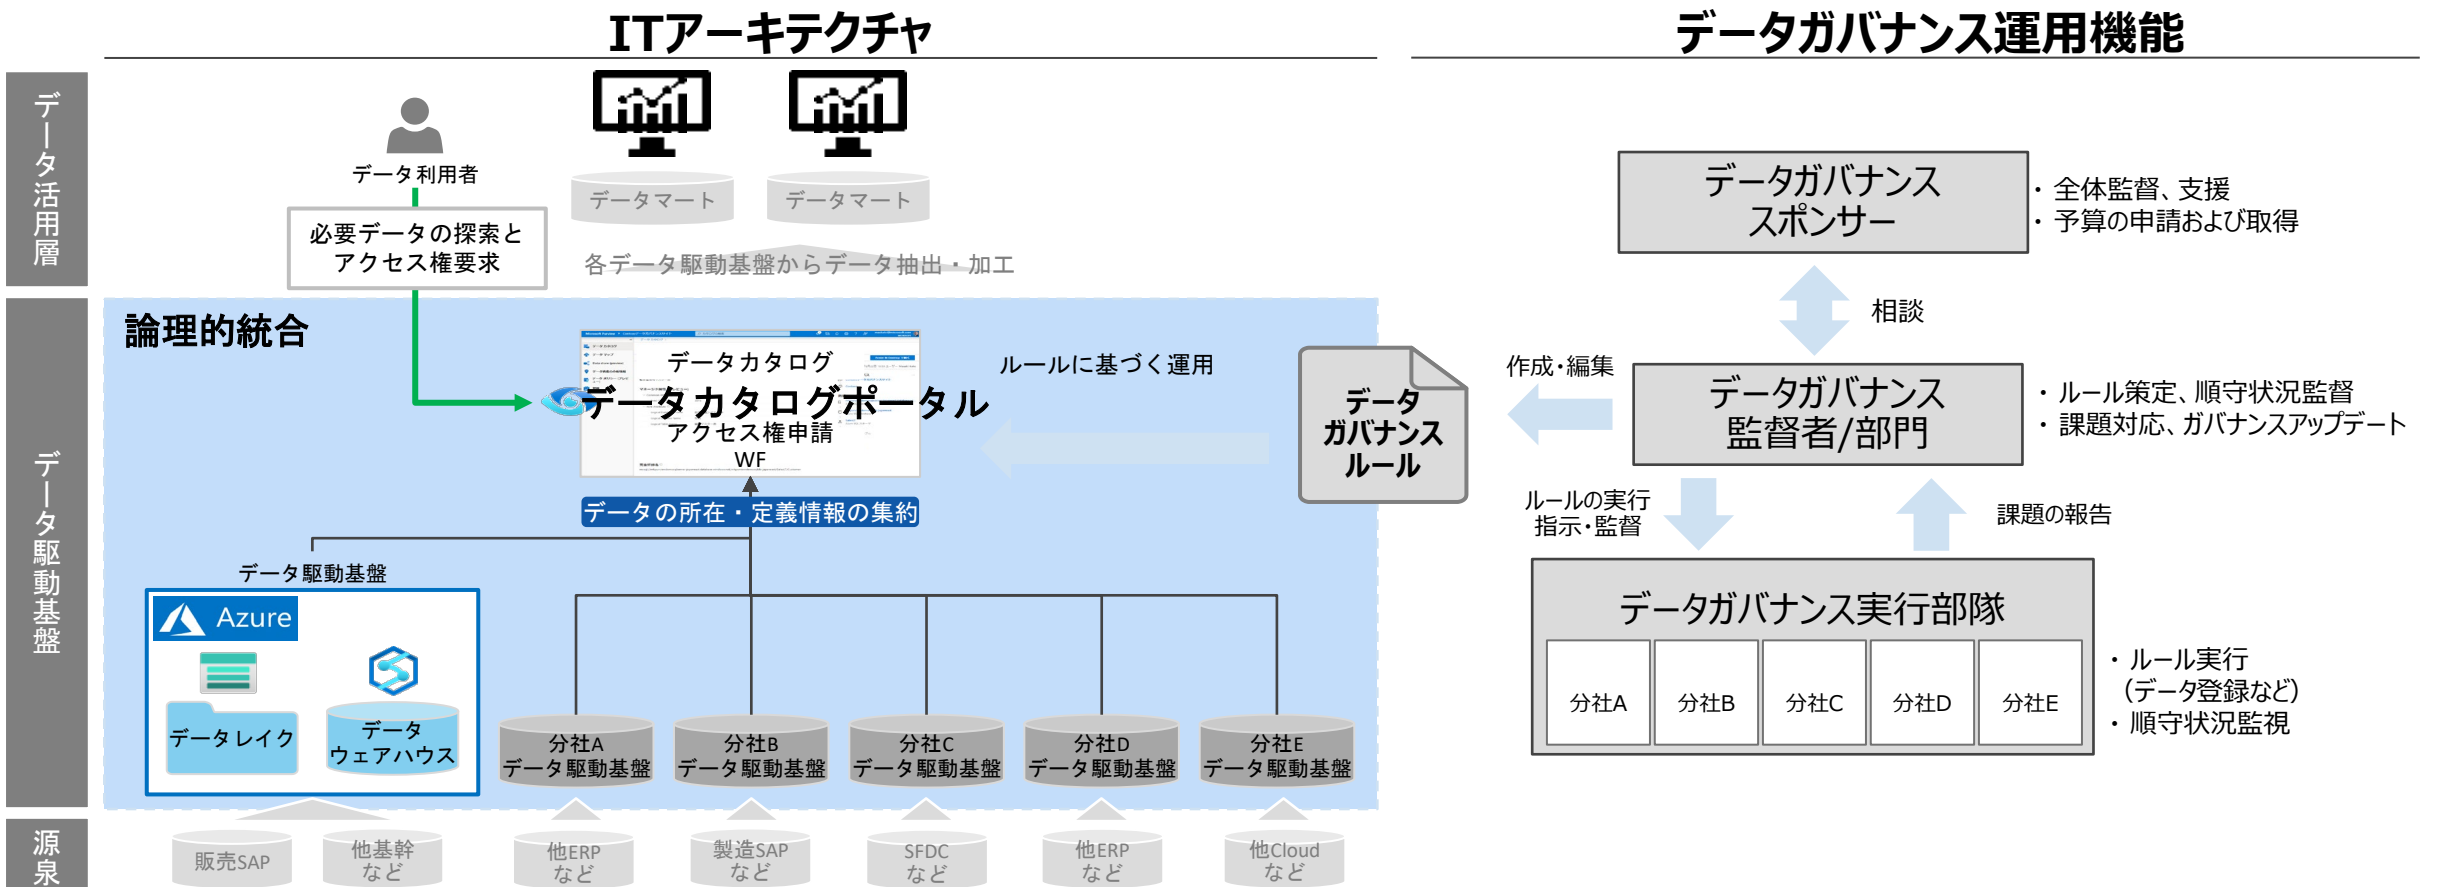 ITアーキテクチャ
データガバナンス運用機能
データ活用層
データ利用者
必要データの探索と
アクセス権要求
データマート
データマート
各データ駆動基盤からデータ抽出・加工
データ駆動基盤
論理的統合
データカタログ
データカタログポータル
アクセス権申請
WF
データの所在・定義情報の集約
ルールに基づく運用
データ
ガバナンス
ルール
データ駆動基盤
Azure
データレイク
データ
ウェアハウス
分社A
データ駆動基盤
分社B
データ駆動基盤
分社C
データ駆動基盤
分社D
データ駆動基盤
分社E
データ駆動基盤
源泉
販売SAP
他基幹
など
他ERP
など
製造SAP
など
SFDC
など
他ERP
など
他Cloud
など
データガバナンス
スポンサー
・ 全体監督、支援
・ 予算の申請および取得
相談
作成・編集
データガバナンス
監督者/部門
・ ルール策定、順守状況監督
・ 課題対応、ガバナンスアップデート
ルールの実行
指示・監督
課題の報告
データガバナンス実行部隊
分社A
分社B
分社C
分社D
分社E
・ ルール実行
（データ登録など）
・ 順守状況監視